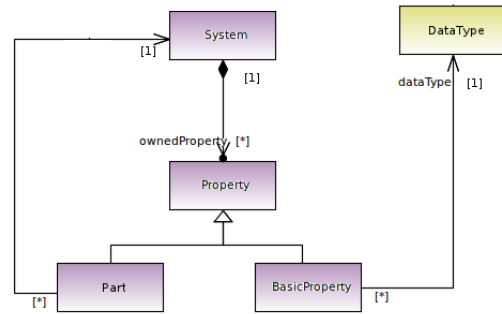 System
DataType
[1]
[1]
dataType
[1]
ownedProperty
[*]
Property
Part
BasicProperty
[*]
[*]